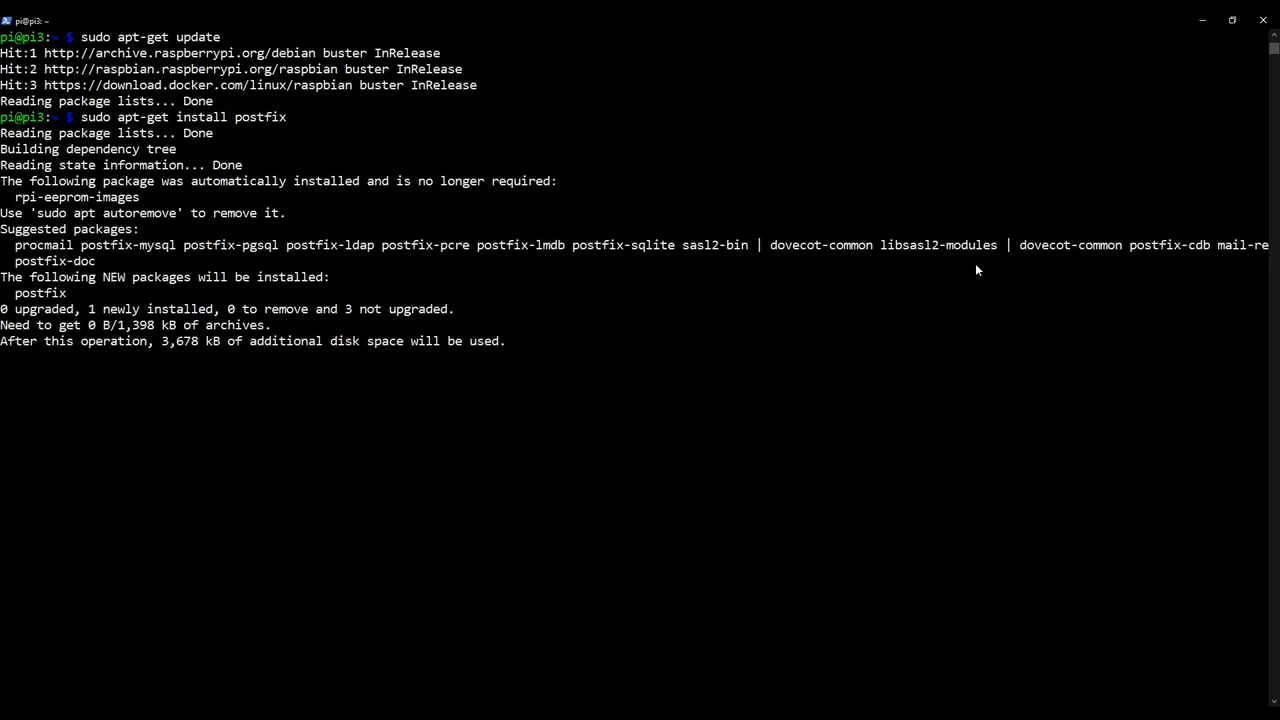 pi@pi3: ~
pi@pi3:~ $ sudo apt-get update
Hit:1 http://archive.raspberrypi.org/debian buster InRelease
Hit:2 http://raspbian.raspberrypi.org/raspbian buster InRelease
Hit:3 https://download.docker.com/linux/raspbian buster InRelease
Reading package lists... Done
pi@pi3:~ $ sudo apt-get install postfix
Reading package lists... Done
Building dependency tree
Reading state information... Done
The following package was automatically installed and is no longer required:
  rpi-eeprom-images
Use 'sudo apt autoremove' to remove it.
Suggested packages:
  procmail postfix-mysql postfix-pgsql postfix-ldap postfix-pcre postfix-lmdb postfix-sqlite sasl2-bin | dovecot-common libsasl2-modules | dovecot-common postfix-cdb mail-re
  postfix-doc
The following NEW packages will be installed:
  postfix
0 upgraded, 1 newly installed, 0 to remove and 3 not upgraded.
Need to get 0 B/1,398 kB of archives.
After this operation, 3,678 kB of additional disk space will be used.